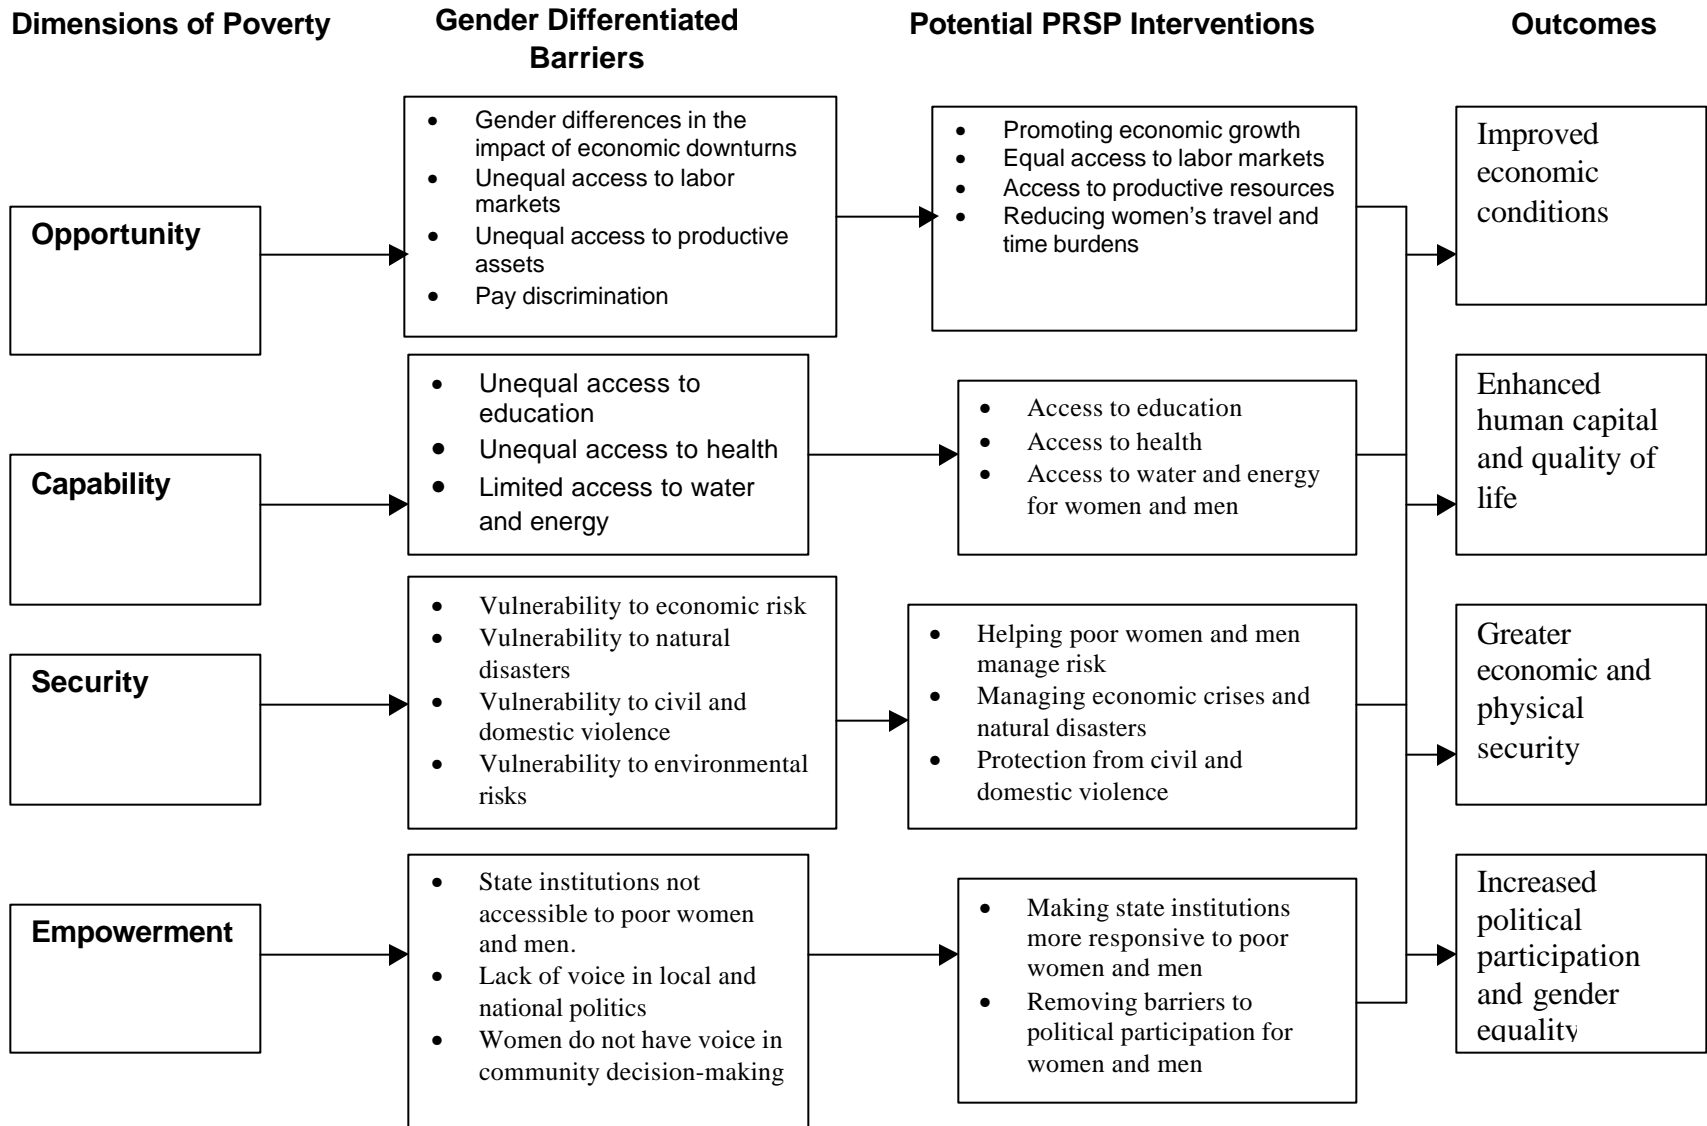 Dimensions of Poverty
Gender Differentiated
Barriers
Potential PRSP Interventions
Outcomes
Opportunity
• Gender differences in the
impact of economic downturns
• Unequal access to labor
markets
• Unequal access to productive
assets
• Pay discrimination
• Promoting economic growth
• Equal access to labor markets
• Access to productive resources
• Reducing women’s travel and
time burdens
Improved
economic
conditions
Capability
• Unequal access to
education
• Unequal access to health
• Limited access to water
and energy
• Access to education
• Access to health
• Access to water and energy
for women and men
Enhanced
human capital
and quality of
life
Security
• Vulnerability to economic risk
• Vulnerability to natural
disasters
• Vulnerability to civil and
domestic violence
• Vulnerability to environmental
risks
• Helping poor women and men
manage risk
• Managing economic crises and
natural disasters
• Protection from civil and
domestic violence
Greater
economic and
physical
security
Empowerment
• State institutions not
accessible to poor women
and men.
• Lack of voice in local and
national politics
• Women do not have voice in
community decision-making
• Making state institutions
more responsive to poor
women and men
• Removing barriers to
political participation for
women and men
Increased
political
participation
and gender
equality